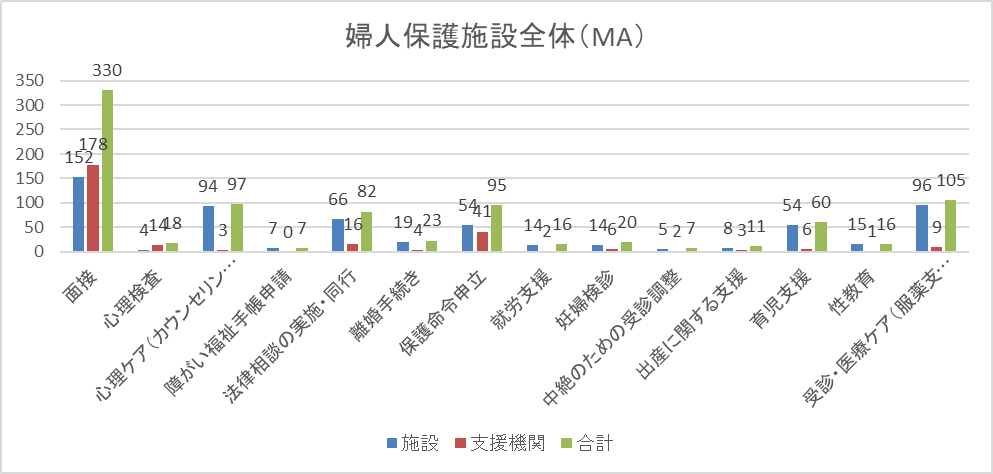 婦人保護施設全体（MA）
350
300
250
200
150
100
50
0
152 178 330
4 14 18
94 3 97
7 0 7
66 16 82
19 4 23
54 41 95
14 2 16
14 6 20
5 2 7
8 3 11
54 6 60
15 1 16
96 9 105
面接
心理検査
心理ケア（カウンセリン…
障がい福祉手帳申請
法律相談の実施・同行
離婚手続き
保護命令申立
就労支援
妊婦検診
中絶のための受診調整
出産に関する支援
育児支援
性教育
受診・医療ケア（服薬支…
施設 支援機関 合計